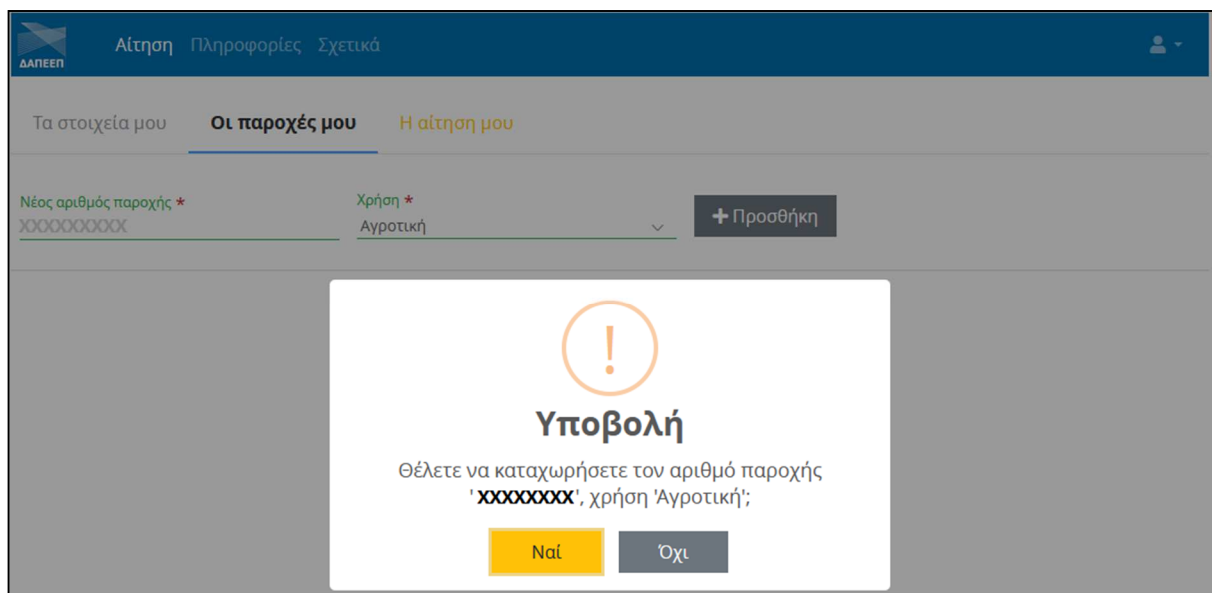 ΔΑΠΕΕΠ
Αίτηση Πληροφορίες Σχετικά
Τα στοιχεία μου Οι παροχές μου Η αίτηση μου
Νέος αριθμός παροχής * Χρήση *
XXXXXXXXX Αγροτική + Προσθήκη
!
Υποβολή
Θέλετε να καταχωρήσετε τον αριθμό παροχής
'XXXXXXXX', χρήση 'Αγροτική';
Ναί Όχι